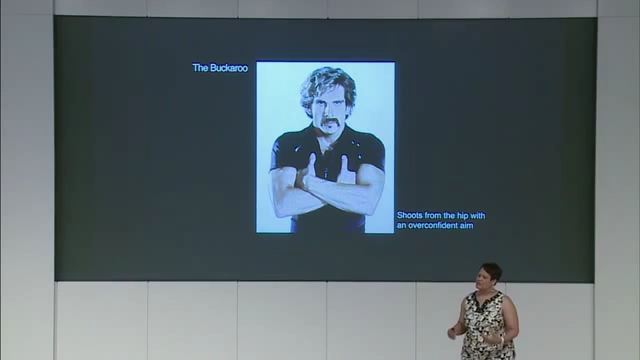 The Buckaroo
Shoots from the hip with
an overconfident aim